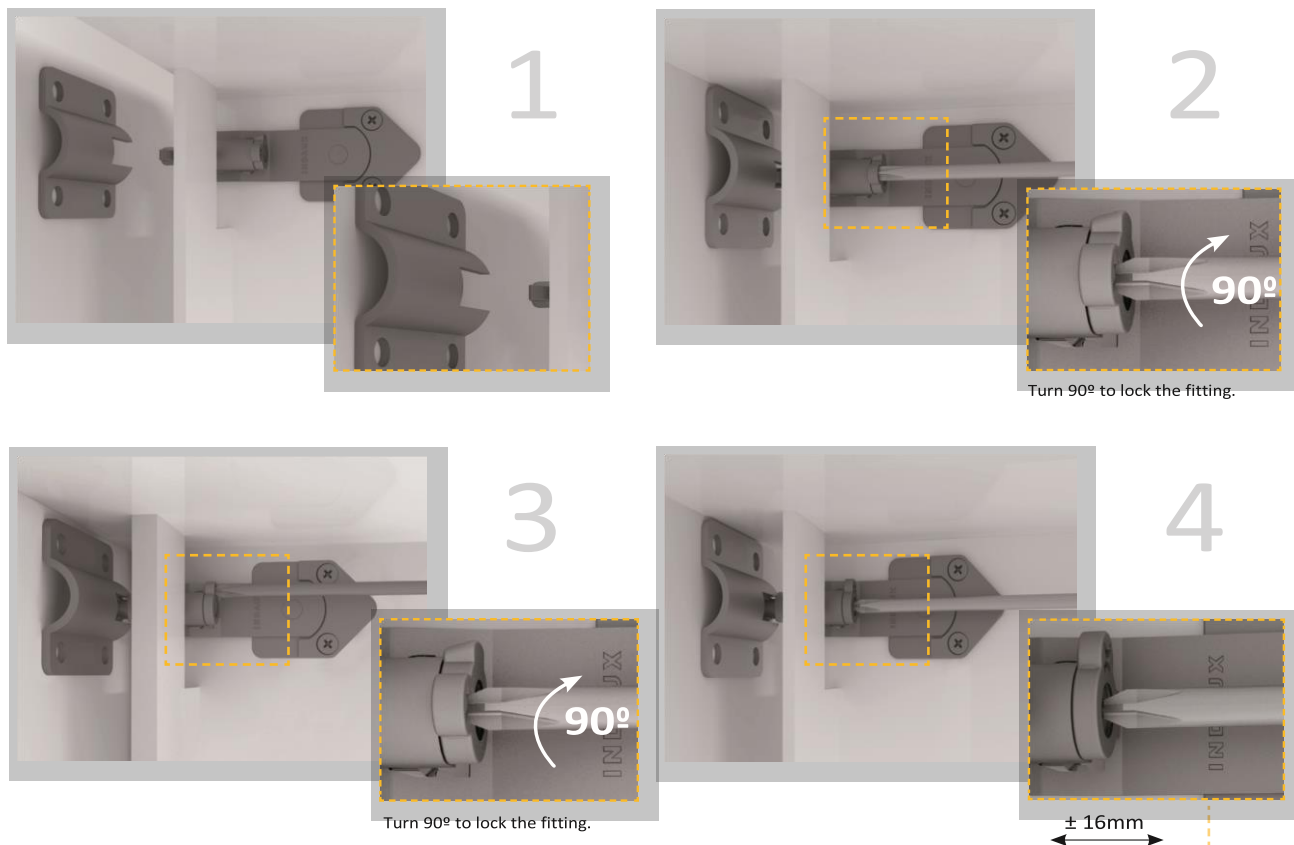 1
2
INDUX
90º
Turn 90º to lock the fitting.
3
90º
Turn 90º to lock the fitting.
4
± 16mm